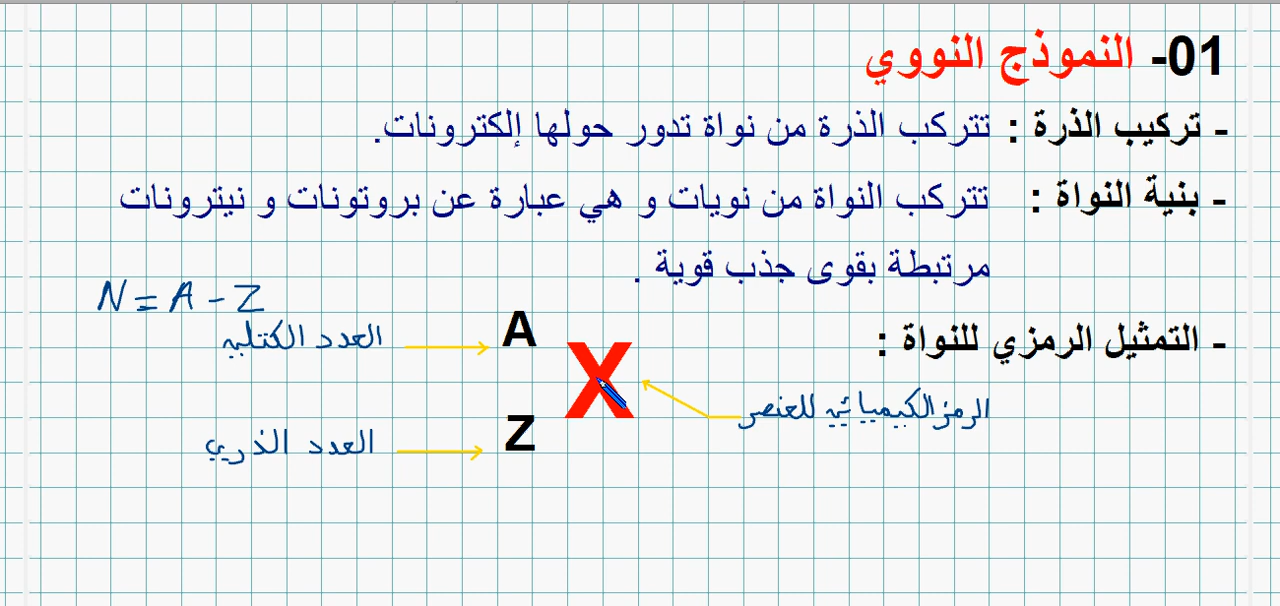 01- النموذج النووي
- تركيب الذرة : تتركب الذرة من نواة تدور حولها إلكترونات.
- بنية النواة : تتركب النواة من نويات و هي عبارة عن بروتونات و نيترونات
مرتبطة بقوى جذب قوية .
N = A - Z
- التمثيل الرمزي للنواة :
A
العدد الكتلي
X
الرمز الكيميائي للعنصر
Z
العدد الذري